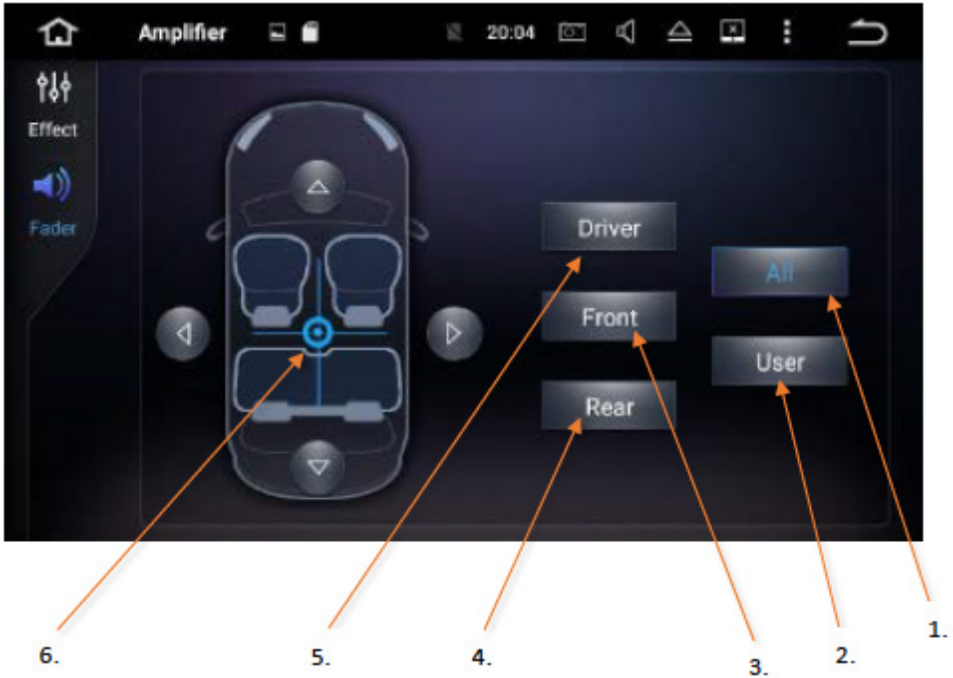 Amplifier
20:04
Effect
Fader
Driver
All
Front
User
Rear
6.
5.
4.
3.
2.
1.